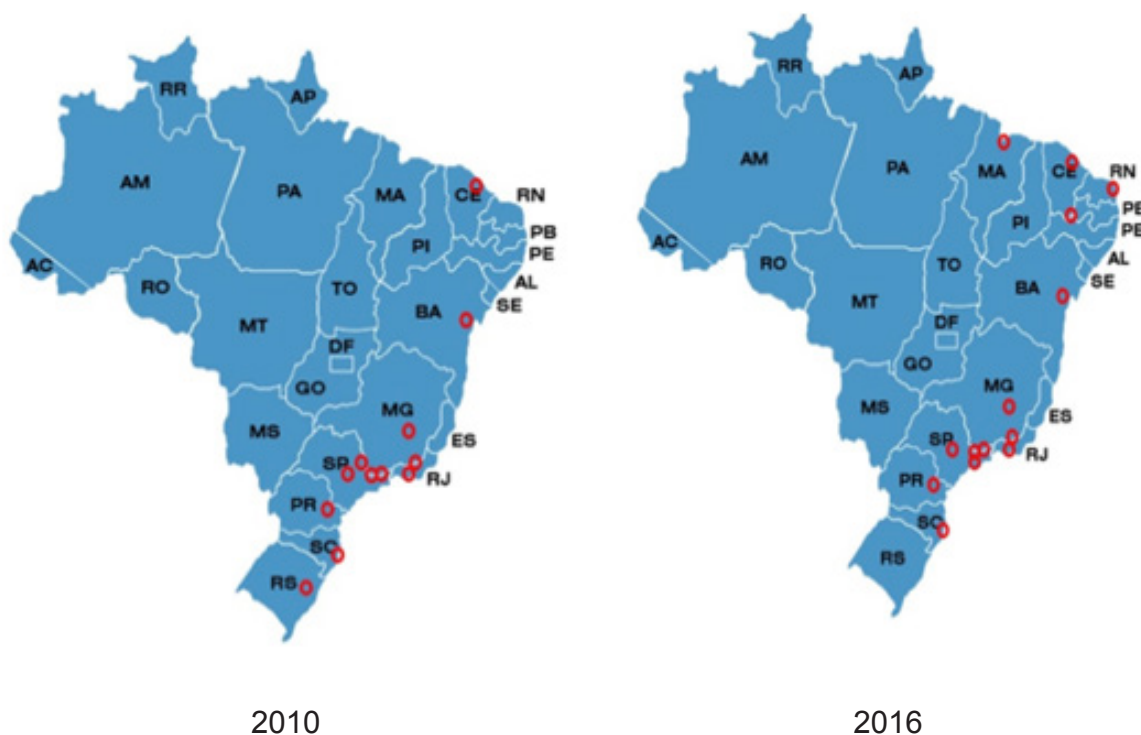 RR
AP
AM
PA
MA
CE
RN
PI
PB
PE
AC
RO
TO
AL
SE
MT
BA
DF
GO
MG
MS
ES
SP
RJ
PR
SC
RS
RR
AP
AM
PA
MA
CE
RN
PI
PB
PE
AC
RO
TO
AL
SE
MT
BA
DF
GO
MG
MS
ES
SP
RJ
PR
SC
RS
2010
2016